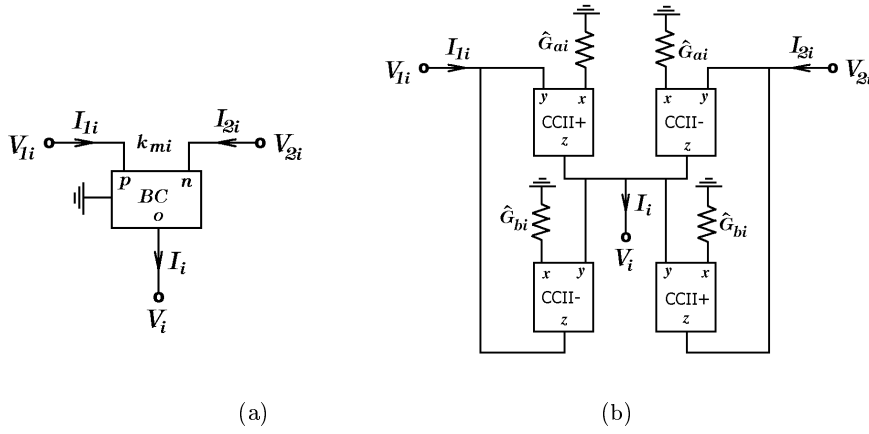 I1i
kmi
I2i
V1i
V2i
p
n
BC
o
Ii
Vi
(a)
Ĝai
Ĝai
I1i
I2i
V1i
V2i
y
x
x
y
CCII+
CCII-
z
z
Ĝbi
Ii
Ĝbi
Vi
x
y
y
x
CCII-
CCII+
z
z
(b)